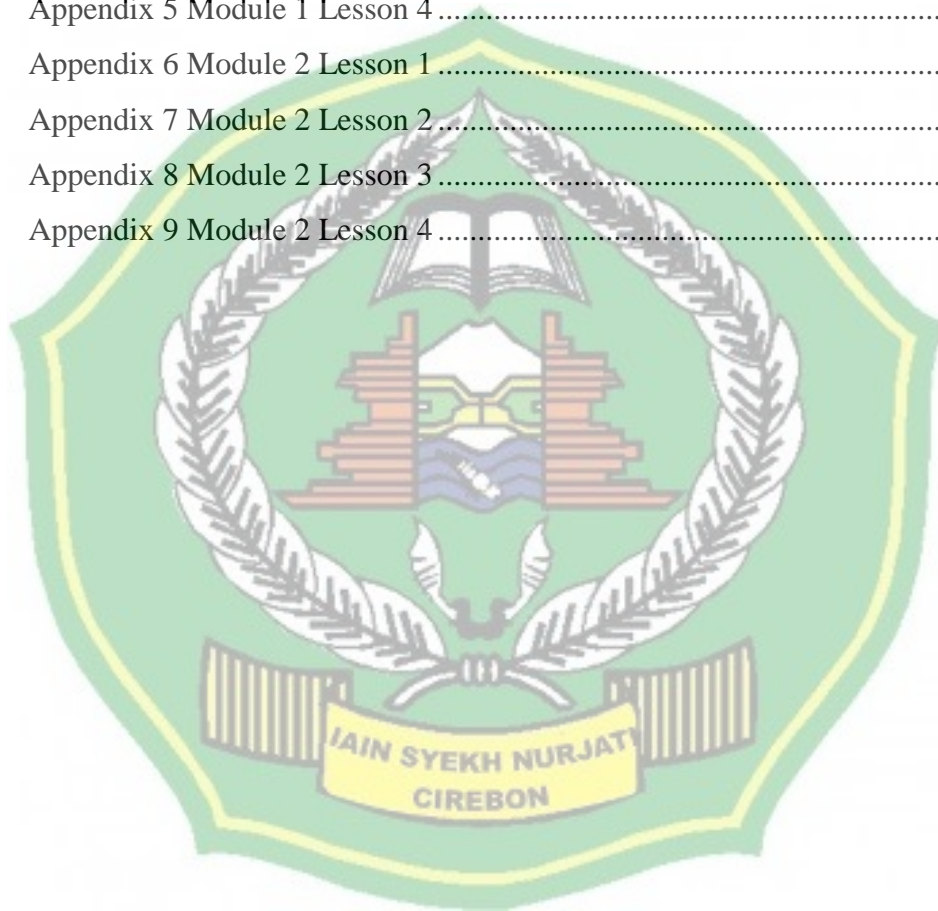 Appendix 5 Module 1 Lesson 4 ........................................................................
Appendix 6 Module 2 Lesson 1 ........................................................................
Appendix 7 Module 2 Lesson 2 ........................................................................
Appendix 8 Module 2 Lesson 3 ........................................................................
Appendix 9 Module 2 Lesson 4 ........................................................................
IAIN SYEKH NURJATI
CIREBON